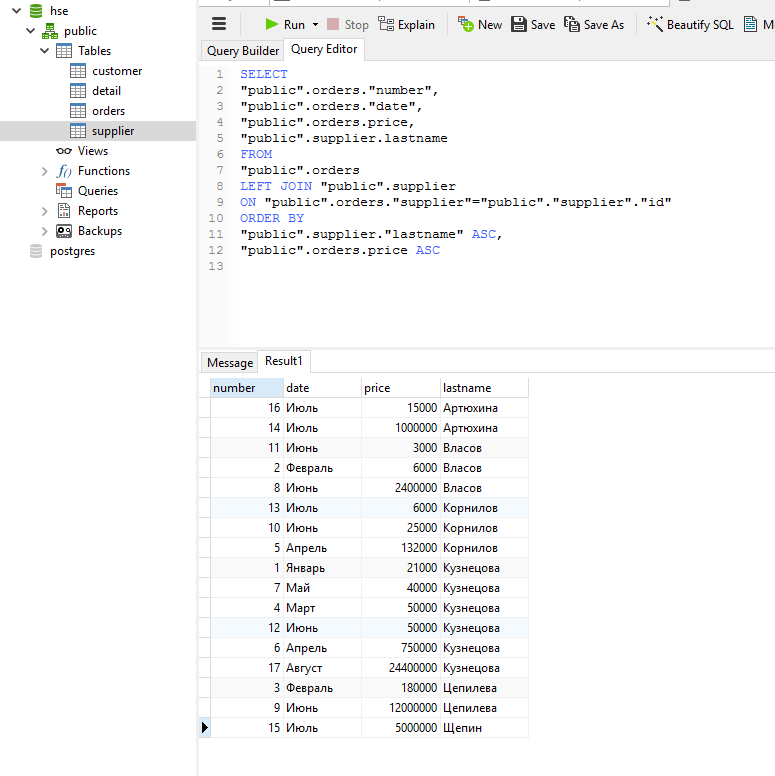 hse
public
Tables
customer
detail
orders
supplier
Views
Functions
Queries
Reports
Backups
postgres
Run Stop Explain New Save Save As Beautify SQL
Query Builder Query Editor
1 SELECT
2 "public".orders."number",
3 "public".orders."date",
4 "public".orders.price,
5 "public".supplier.lastname
6 FROM
7 "public".orders
8 LEFT JOIN "public".supplier
9 ON "public".orders."supplier"="public"."supplier"."id"
10 ORDER BY
11 "public".supplier."lastname" ASC,
12 "public".orders.price ASC
13
Message Result1
number date price lastname
16 Июль 15000 Артюхина
14 Июль 1000000 Артюхина
11 Июнь 3000 Власов
2 Февраль 6000 Власов
8 Июнь 2400000 Власов
13 Июль 6000 Корнилов
10 Июнь 25000 Корнилов
5 Апрель 132000 Корнилов
1 Январь 21000 Кузнецова
7 Май 40000 Кузнецова
4 Март 50000 Кузнецова
12 Июнь 50000 Кузнецова
6 Апрель 750000 Кузнецова
17 Август 24400000 Кузнецова
3 Февраль 180000 Цепилева
9 Июнь 12000000 Цепилева
15 Июль 5000000 Щепин